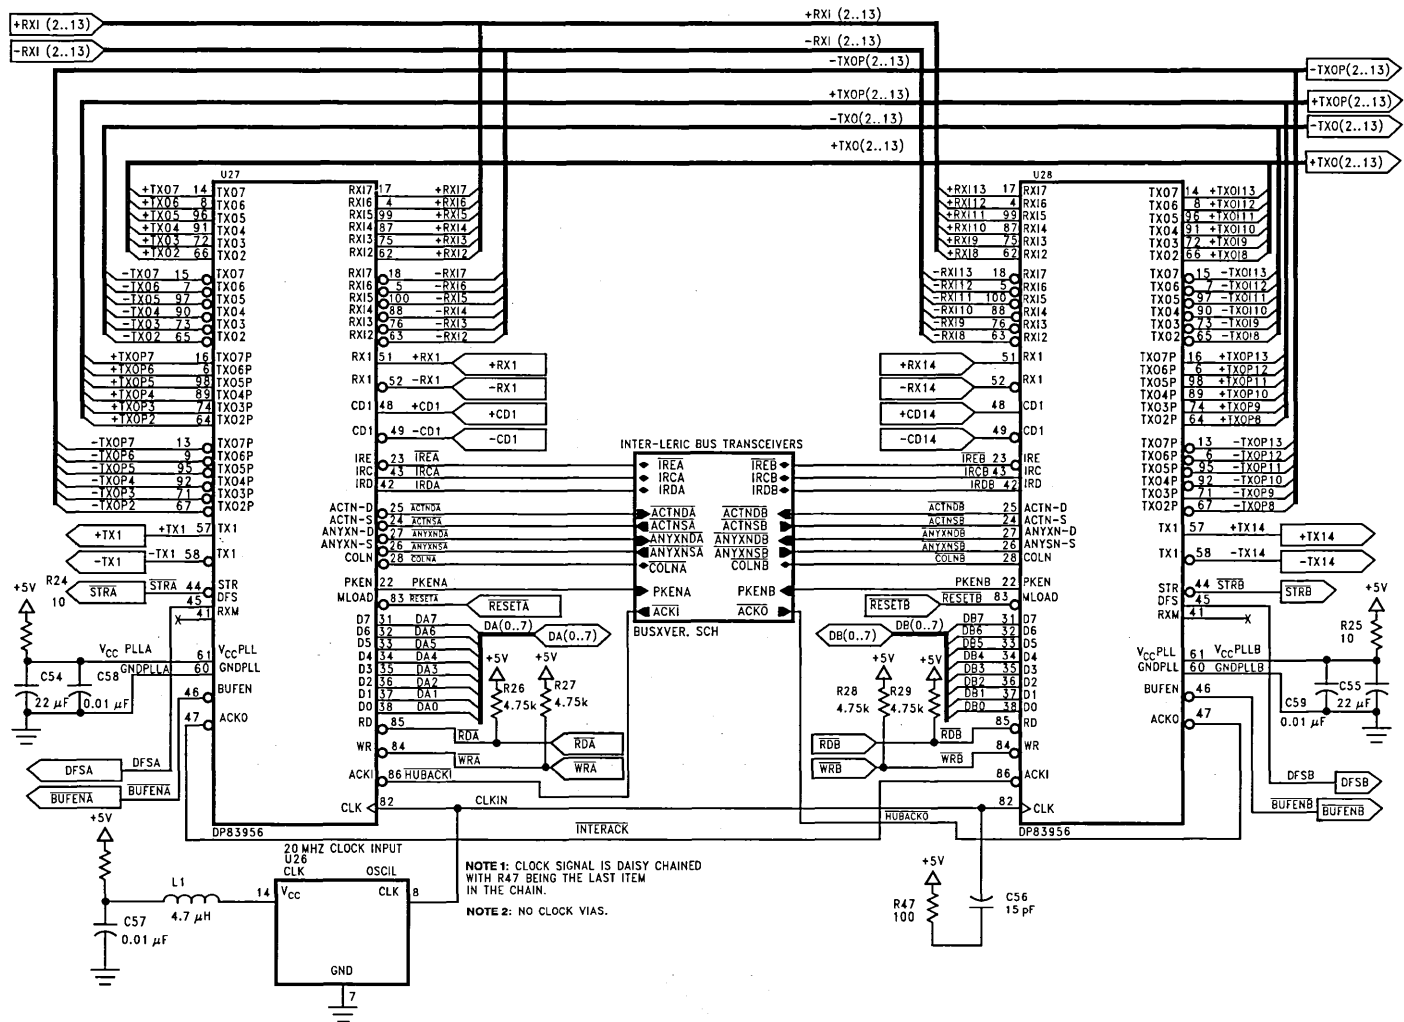 +RXI (2..13)
-RXI (2..13)
+RXI (2..13)
-RXI (2..13)
-TXOP(2..13)
+TXOP(2..13)
-TXO(2..13)
+TXO(2..13)
-TXOP(2..13)
+TXOP(2..13)
-TXO(2..13)
+TXO(2..13)
U27
+TXO7 14 TXO7
+TXO6 8 TXO6
+TXO5 96 TXO5
+TXO4 91 TXO4
+TXO3 72 TXO3
+TXO2 66 TXO2
-TXO7 15 TXO7
-TXO6 7 TXO6
-TXO5 97 TXO5
-TXO4 90 TXO4
-TXO3 73 TXO3
-TXO2 65 TXO2
+TXOP7 16 TXO7P
+TXOP6 6 TXO6P
+TXOP5 98 TXO5P
+TXOP4 89 TXO4P
+TXOP3 74 TXO3P
+TXOP2 64 TXO2P
-TXOP7 13 TXO7P
-TXOP6 9 TXO6P
-TXOP5 95 TXO5P
-TXOP4 92 TXO4P
-TXOP3 71 TXO3P
-TXOP2 67 TXO2P
+TX1 +TX1 57 TX1
-TX1 -TX1 58 TX1
STRA STRA 44 STR
45 DFS
41 RXM
+5V
R24
10
VCC PLLA 61 VCCPLL
GNDPLLA 60 GNDPLL
C54
22 µF
C58
0.01 µF
46 BUFEN
47 ACKO
DFSA DFSA
BUFENA BUFENA
RXI7 17 +RXI7
RXI6 4 +RXI6
RXI5 99 +RXI5
RXI4 87 +RXI4
RXI3 75 +RXI3
RXI2 62 +RXI2
RXI7 18 -RXI7
RXI6 5 -RXI6
RXI5 100 -RXI5
RXI4 88 -RXI4
RXI3 76 -RXI3
RXI2 63 -RXI2
RX1 51 +RX1 +RX1
RX1 52 -RX1 -RX1
CD1 48 +CD1 +CD1
CD1 49 -CD1 -CD1
IRE 23 IREA
IRC 43 IRCA
IRD 42 IRDA
ACTN-D 25 ACTNDA
ACTN-S 24 ACTNSA
ANYXN-D 27 ANYXNDA
ANYXN-S 26 ANYXNSA
COLN 28 COLNA
PKEN 22 PKENA
MLOAD 83 RESETA RESETA
D7 31 DA7
D6 32 DA6
D5 33 DA5
D4 34 DA4
D3 35 DA3
D2 36 DA2
D1 37 DA1
D0 38 DA0
DA(0..7) DA(0..7)
+5V
R26
4.75k
+5V
R27
4.75k
RD 85 RDA RDA
WR 84 WRA WRA
ACKI 86 HUBACKI
CLK 82 CLKIN
DP83956
INTERACK
INTER-LERIC BUS TRANSCEIVERS
IREA IREB
IRCA IRCB
IRDA IRDB
ACTNDA ACTNDB
ACTNSA ACTNSB
ANYXNDA ANYXNDB
ANYXNSA ANYXNSB
COLNA COLNB
PKENA PKENB
ACKI ACKO
BUSXVER. SCH
U28
+RXI13 17 RXI7
+RXI12 4 RXI6
+RXI11 99 RXI5
+RXI10 87 RXI4
+RXI9 75 RXI3
+RXI8 62 RXI2
-RXI13 18 RXI7
-RXI12 5 RXI6
-RXI11 100 RXI5
-RXI10 88 RXI4
-RXI9 76 RXI3
-RXI8 63 RXI2
+RX14 51 RX1
-RX14 52 RX1
+CD14 48 CD1
-CD14 49 CD1
IREB 23 IRE
IRCB 43 IRC
IRDB 42 IRD
ACTNDB 25 ACTN-D
ACTNSB 24 ACTN-S
ANYXNDB 27 ANYXN-D
ANYXNSB 26 ANYSN-S
COLNB 28 COLN
PKENB 22 PKEN
RESETB RESETB 83 MLOAD
DB(0..7) DB(0..7)
DB7 31 D7
DB6 32 D6
DB5 33 D5
DB4 34 D4
DB3 35 D3
DB2 36 D2
DB1 37 D1
DB0 38 D0
+5V
R28
4.75k
+5V
R29
4.75k
RDB RDB 85 RD
WRB WRB 84 WR
86 ACKI
82 CLK
HUBACKO
DP83956
TXO7 14 +TXOI13
TXO6 8 +TXOI12
TXO5 96 +TXOI11
TXO4 91 +TXOI10
TXO3 72 +TXOI9
TXO2 66 +TXOI8
TXO7 15 -TXOI13
TXO6 7 -TXOI12
TXO5 97 -TXOI11
TXO4 90 -TXOI10
TXO3 73 -TXOI9
TXO2 65 -TXOI8
TXO7P 16 +TXOP13
TXO6P 6 +TXOP12
TXO5P 98 +TXOP11
TXO4P 89 +TXOP10
TXO3P 74 +TXOP9
TXO2P 64 +TXOP8
TXO7P 13 -TXOP13
TXO6P 6 -TXOP12
TXO5P 95 -TXOP11
TXO4P 92 -TXOP10
TXO3P 71 -TXOP9
TXO2P 67 -TXOP8
TX1 57 +TX14 +TX14
TX1 58 -TX14 -TX14
STR 44 STRB STRB
DFS 45
RXM 41
+5V
R25
10
VCCPLL 61 VCC PLLB
GNDPLL 60 GNDPLLB
BUFEN 46
ACKO 47
C59
0.01 µF
C55
22 µF
DFSB DFSB
BUFENB BUFENB
+5V
L1
4.7 µH
C57
0.01 µF
20 MHZ CLOCK INPUT
U26
CLK OSCIL
14 VCC CLK 8
GND
7
NOTE 1: CLOCK SIGNAL IS DAISY CHAINED
WITH R47 BEING THE LAST ITEM
IN THE CHAIN.
NOTE 2: NO CLOCK VIAS.
+5V
R47
100
C56
15 pF